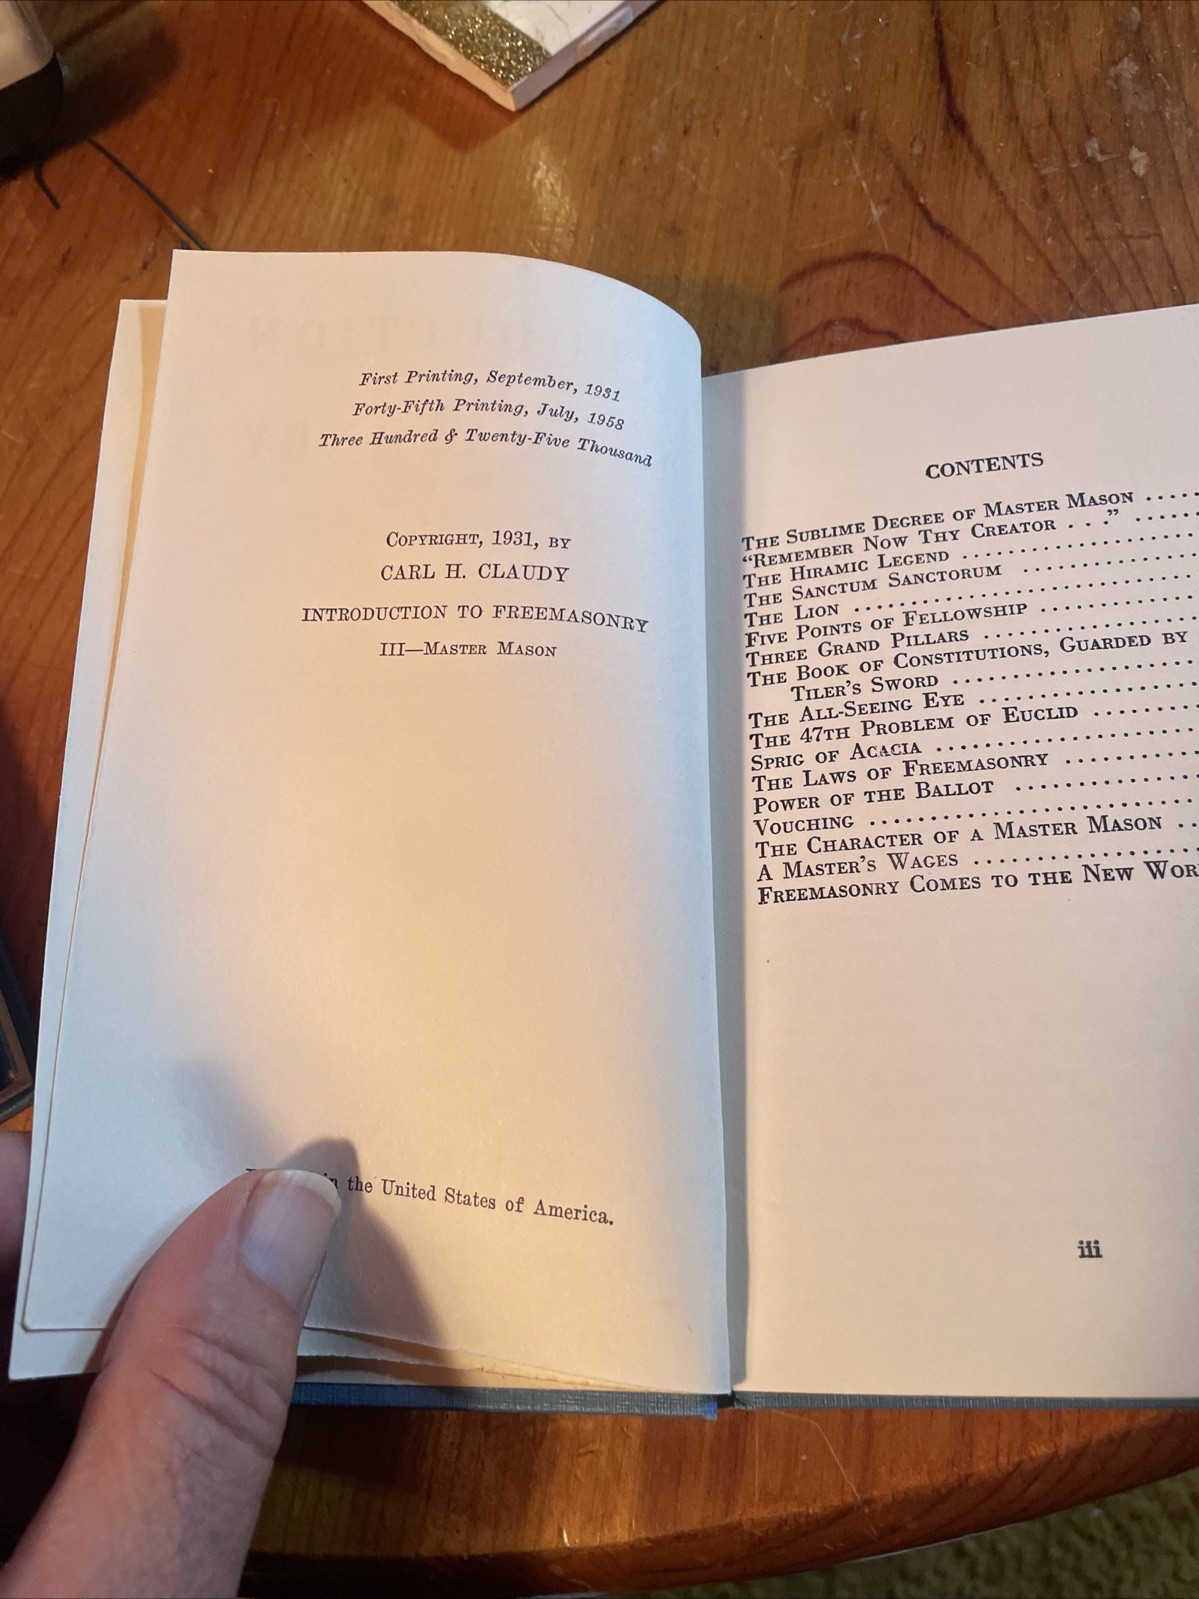 First Printing, September, 1931
Forty-Fifth Printing, July, 1958
Three Hundred & Twenty-Five Thousand
COPYRIGHT, 1931, BY
CARL H. CLAUDY
INTRODUCTION TO FREEMASONRY
III—MASTER MASON
in the United States of America.
CONTENTS
THE SUBLIME DEGREE OF MASTER MASON .....
"REMEMBER NOW THY CREATOR . . ." ......
THE HIRAMIC LEGEND ....................
THE SANCTUM SANCTORUM ...............
THE LION ..............................
FIVE POINTS OF FELLOWSHIP .............
THREE GRAND PILLARS ..................
THE BOOK OF CONSTITUTIONS, GUARDED BY
TILER'S SWORD .....................
THE ALL-SEEING EYE ...................
THE 47TH PROBLEM OF EUCLID .........
SPRIG OF ACACIA ......................
THE LAWS OF FREEMASONRY ...........
POWER OF THE BALLOT ................
VOUCHING ............................
THE CHARACTER OF A MASTER MASON ..
A MASTER'S WAGES ...................
FREEMASONRY COMES TO THE NEW
iii